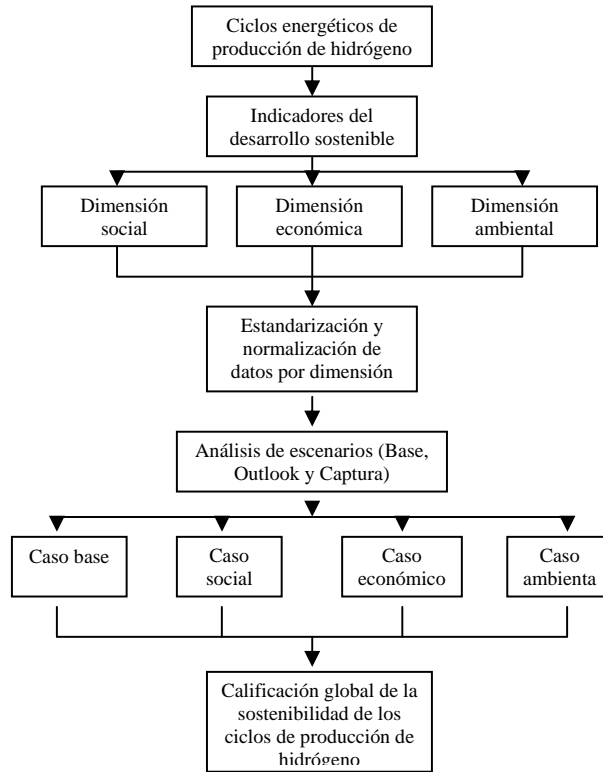 Ciclos energéticos de
producción de hidrógeno
Indicadores del
desarrollo sostenible
Dimensión
social
Dimensión
económica
Dimensión
ambiental
Estandarización y
normalización de
datos por dimensión
Análisis de escenarios (Base,
Outlook y Captura)
Caso base
Caso
social
Caso
económico
Caso
ambienta
Calificación global de la
sostenibilidad de los
ciclos de producción de
hidrógeno